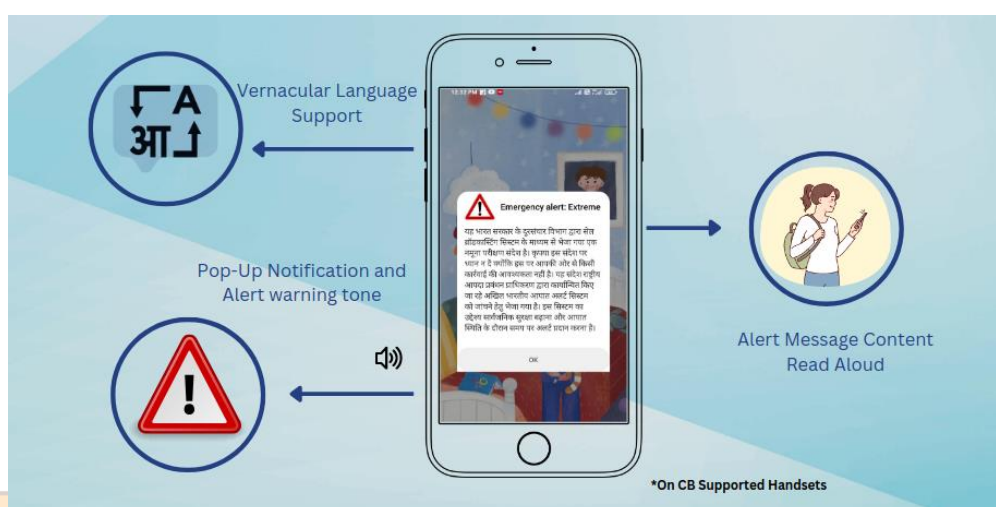 A
आ
Vernacular Language
Support
Pop-Up Notification and
Alert warning tone
12:33 PM
Emergency alert: Extreme
यह भारत सरकार के दूरसंचार विभाग द्वारा सेल
ब्रॉडकास्टिंग सिस्टम के माध्यम से भेजा गया एक
नमूना परीक्षण संदेश है। कृपया इस संदेश पर
ध्यान न दें क्योंकि इस पर आपकी ओर से किसी
कार्रवाई की आवश्यकता नहीं है। यह संदेश राष्ट्रीय
आपदा प्रबंधन प्राधिकरण द्वारा कार्यान्वित किए
जा रहे अखिल भारतीय आपात अलर्ट सिस्टम
को जांचने हेतु भेजा गया है। इस सिस्टम का
उद्देश्य सार्वजनिक सुरक्षा बढ़ाना और आपात
स्थिति के दौरान समय पर अलर्ट प्रदान करना है।
OK
Alert Message Content
Read Aloud
*On CB Supported Handsets